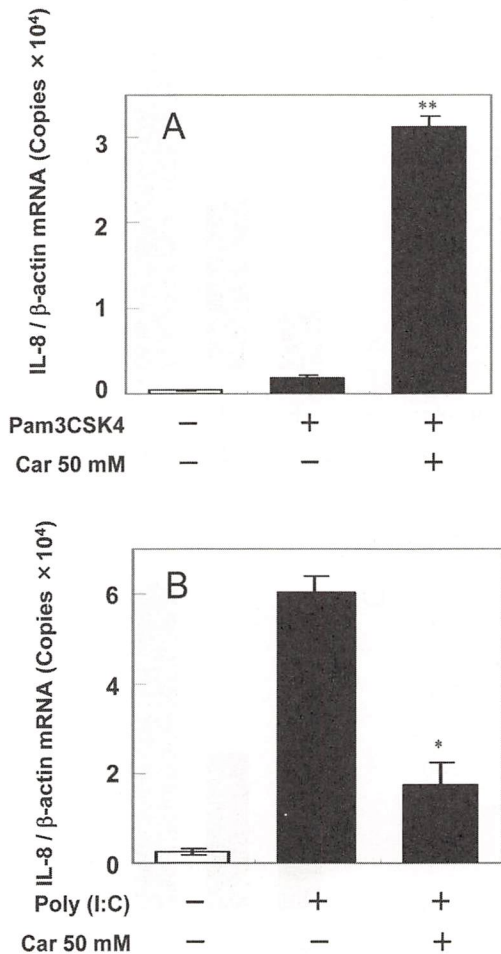 IL-8 / β-actin mRNA (Copies ×10⁴)
A
**
3
2
1
0
Pam3CSK4 − + +
Car 50 mM − − +
IL-8 / β-actin mRNA (Copies ×10⁴)
B
*
6
4
2
0
Poly (I:C) − + +
Car 50 mM − − +